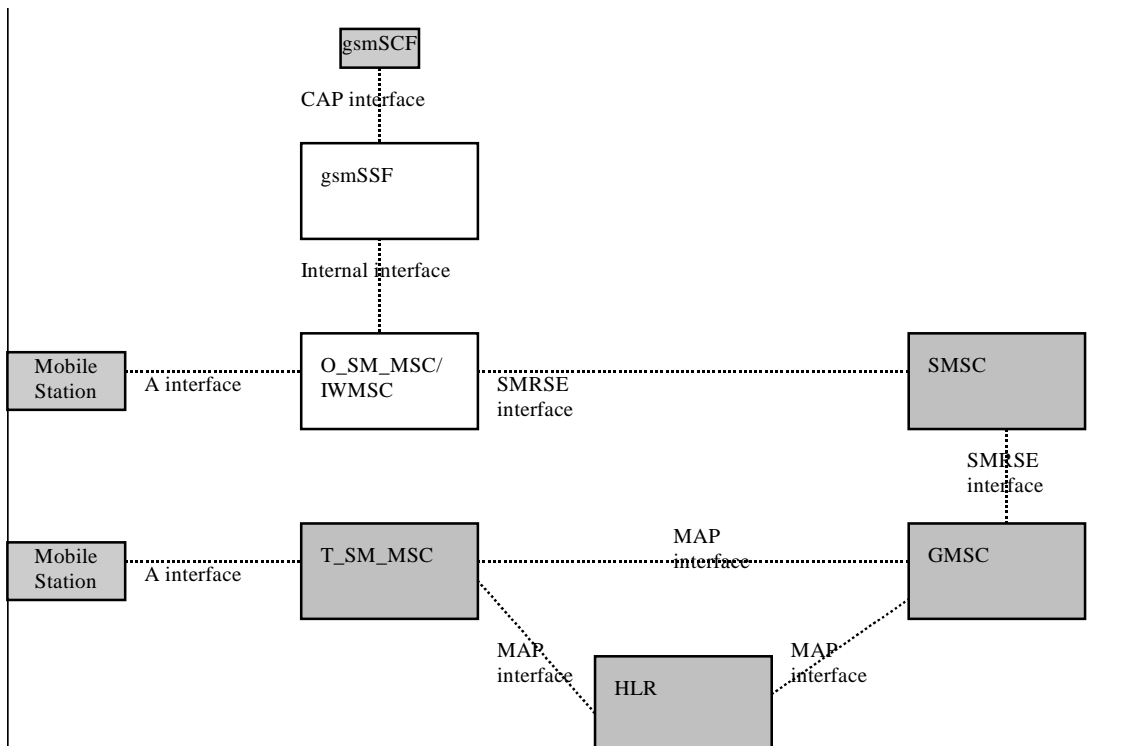 gsmSCF
CAP interface
gsmSSF
Internal interface
Mobile
Station
A interface
O_SM_MSC/
IWMSC
SMRSE
interface
SMSC
SMRSE
interface
Mobile
Station
A interface
T_SM_MSC
MAP
interface
GMSC
MAP
interface
HLR
MAP
interface